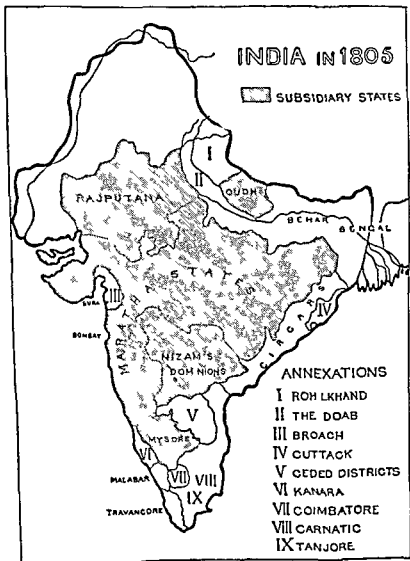 INDIA IN 1805
SUBSIDIARY STATES
I
II
OUDH
RAJPUTANA
BEHAR
BENGAL
MARATHA STATES
III
SURA
BOMBAY
IV
CIRCARS
NIZAM'S
DOMINIONS
V
MYSORE
VI
MALABAR
VII
VIII
IX
TRAVANCORE
ANNEXATIONS
I ROHILKHAND
II THE DOAB
III BROACH
IV CUTTACK
V CEDED DISTRICTS
VI KANARA
VII COIMBATORE
VIII CARNATIC
IX TANJORE